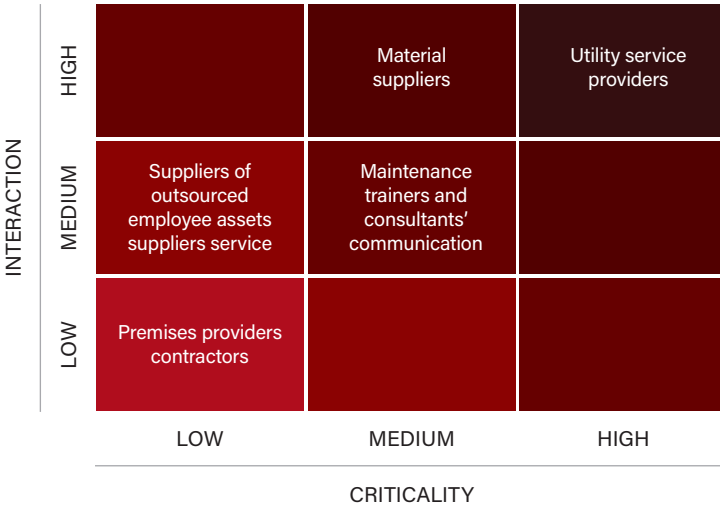 INTERACTION
HIGH
Material
suppliers
Utility service
providers
MEDIUM
Suppliers of
outsourced
employee assets
suppliers service
Maintenance
trainers and
consultants’
communication
LOW
Premises providers
contractors
LOW
MEDIUM
HIGH
CRITICALITY